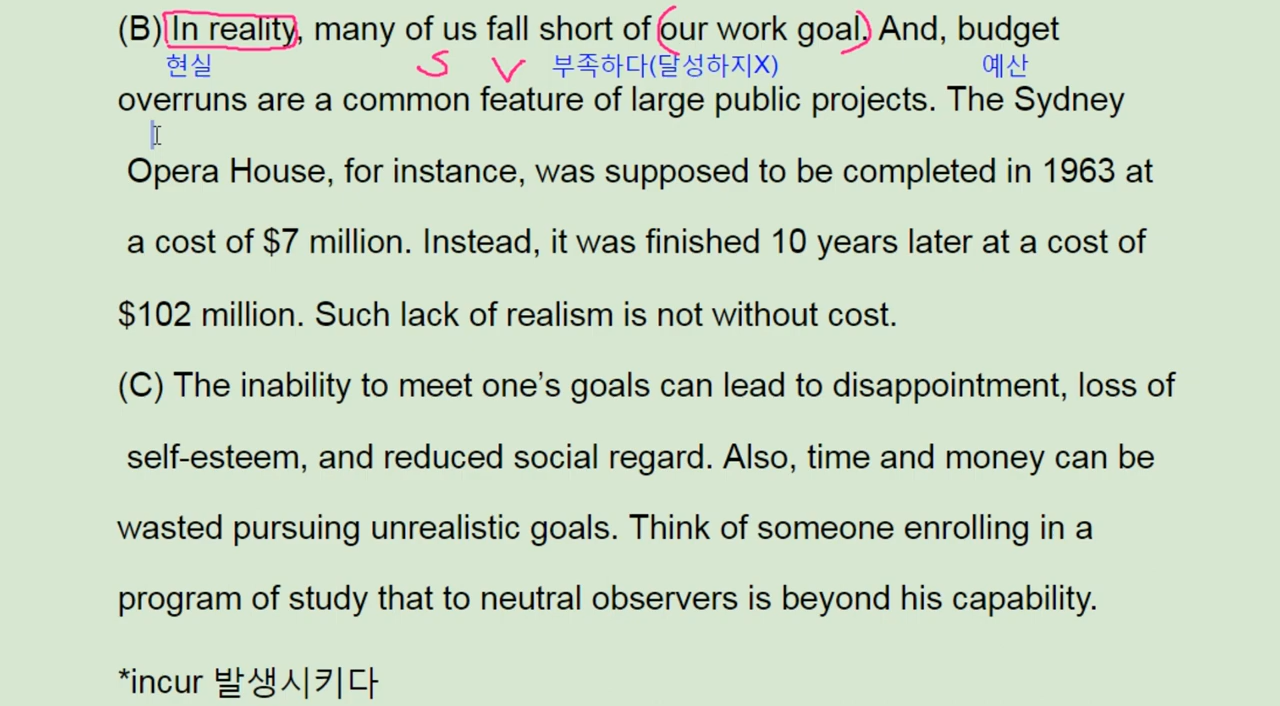 (B) In reality, many of us fall short of our work goal. And, budget
현실 S V 부족하다(달성하지X) 예산
overruns are a common feature of large public projects. The Sydney
Opera House, for instance, was supposed to be completed in 1963 at
a cost of $7 million. Instead, it was finished 10 years later at a cost of
$102 million. Such lack of realism is not without cost.
(C) The inability to meet one’s goals can lead to disappointment, loss of
self-esteem, and reduced social regard. Also, time and money can be
wasted pursuing unrealistic goals. Think of someone enrolling in a
program of study that to neutral observers is beyond his capability.
*incur 발생시키다